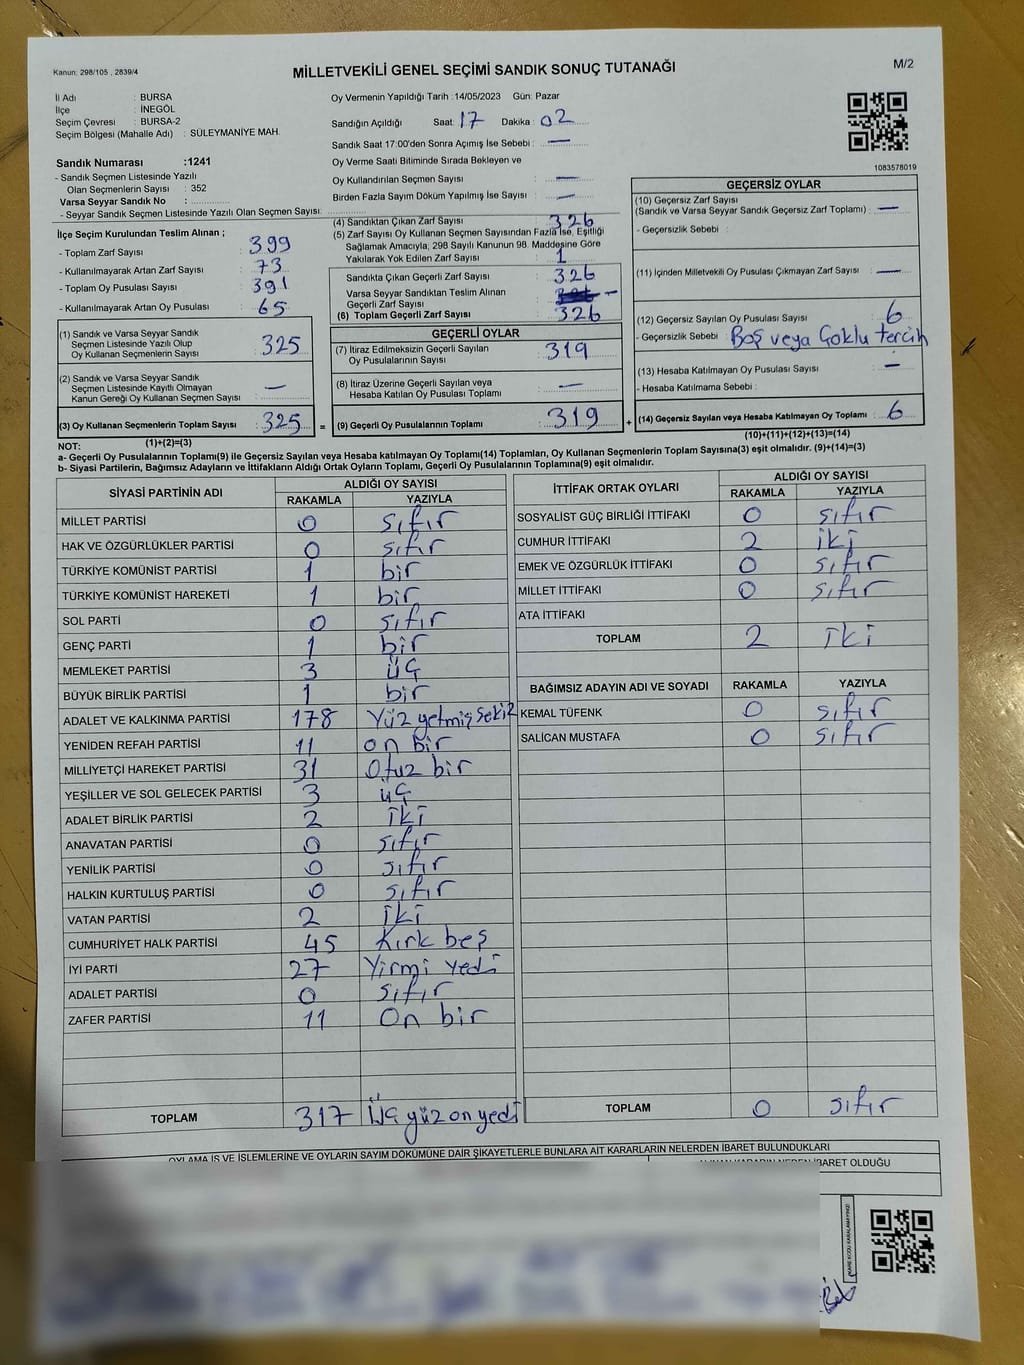 Kanun: 298/105 , 2839/4
MİLLETVEKİLİ GENEL SEÇİMİ SANDIK SONUÇ TUTANAĞI
M/2
İl Adı : BURSA
İlçe : İNEGÖL
Seçim Çevresi : BURSA-2
Seçim Bölgesi (Mahalle Adı) : SÜLEYMANİYE MAH.
Sandık Numarası :1241
- Sandık Seçmen Listesinde Yazılı
Olan Seçmenlerin Sayısı : 352
Varsa Seyyar Sandık No :
- Seyyar Sandık Seçmen Listesinde Yazılı Olan Seçmen Sayısı:
İlçe Seçim Kurulundan Teslim Alınan ;
- Toplam Zarf Sayısı : 399
- Kullanılmayarak Artan Zarf Sayısı : 73
- Toplam Oy Pusulası Sayısı : 391
- Kullanılmayarak Artan Oy Pusulası : 65
(1) Sandık ve Varsa Seyyar Sandık
Seçmen Listesinde Yazılı Olup
Oy Kullanan Seçmenlerin Sayısı : 325
(2) Sandık ve Varsa Seyyar Sandık
Seçmen Listesinde Kayıtlı Olmayan
Kanun Gereği Oy Kullanan Seçmen Sayısı : —
(3) Oy Kullanan Seçmenlerin Toplam Sayısı : 325
(1)+(2)=(3)
Oy Vermenin Yapıldığı Tarih :14/05/2023 Gün: Pazar
Sandığın Açıldığı Saat: 17 Dakika : 02
Sandık Saat 17:00'den Sonra Açımış İse Sebebi : —
Oy Verme Saati Bitiminde Sırada Bekleyen ve
Oy Kullandırılan Seçmen Sayısı : —
Birden Fazla Sayım Döküm Yapılmış İse Sayısı : —
(4) Sandıktan Çıkan Zarf Sayısı : 326
(5) Zarf Sayısı Oy Kullanan Seçmen Sayısından Fazla İse, Eşitliği
Sağlamak Amacıyla; 298 Sayılı Kanunun 98. Maddesine Göre
Yakılarak Yok Edilen Zarf Sayısı : 1
Sandıkta Çıkan Geçerli Zarf Sayısı : 326
Varsa Seyyar Sandıktan Teslim Alınan
Geçerli Zarf Sayısı : —
(6) Toplam Geçerli Zarf Sayısı : 326
GEÇERLİ OYLAR
(7) İtiraz Edilmeksizin Geçerli Sayılan
Oy Pusulalarının Sayısı : 319
(8) İtiraz Üzerine Geçerli Sayılan veya
Hesaba Katılan Oy Pusulası Toplamı : —
= (9) Geçerli Oy Pusulalarının Toplamı : 319 +
1083578019
GEÇERSİZ OYLAR
(10) Geçersiz Zarf Sayısı
(Sandık ve Varsa Seyyar Sandık Geçersiz Zarf Toplamı) : —
- Geçersizlik Sebebi :
(11) İçinden Milletvekili Oy Pusulası Çıkmayan Zarf Sayısı : —
(12) Geçersiz Sayılan Oy Pusulası Sayısı : 6
- Geçersizlik Sebebi : Boş veya Çoklu tercih
(13) Hesaba Katılmayan Oy Pusulası Sayısı : —
- Hesaba Katılmama Sebebi :
(14) Geçersiz Sayılan veya Hesaba Katılmayan Oy Toplamı : 6
(10)+(11)+(12)+(13)=(14)
NOT:
a- Geçerli Oy Pusulalarının Toplamı(9) ile Geçersiz Sayılan veya Hesaba Katılmayan Oy Toplamı(14) Toplamları, Oy Kullanan Seçmenlerin Toplam Sayısına(3) eşit olmalıdır. (9)+(14)=(3)
b- Siyasi Partilerin, Bağımsız Adayların ve İttifakların Aldığı Ortak Oyların Toplamı, Geçerli Oy Pusulalarının Toplamına(9) eşit olmalıdır.
SİYASİ PARTİNİN ADI ALDIĞI OY SAYISI
RAKAMLA YAZIYLA
MİLLET PARTİSİ 0 sıfır
HAK VE ÖZGÜRLÜKLER PARTİSİ 0 sıfır
TÜRKİYE KOMÜNİST PARTİSİ 1 bir
TÜRKİYE KOMÜNİST HAREKETİ 1 bir
SOL PARTİ 0 sıfır
GENÇ PARTİ 1 bir
MEMLEKET PARTİSİ 3 üç
BÜYÜK BİRLİK PARTİSİ 1 bir
ADALET VE KALKINMA PARTİSİ 178 Yüz yetmiş sekiz
YENİDEN REFAH PARTİSİ 11 on bir
MİLLİYETÇİ HAREKET PARTİSİ 31 Otuz bir
YEŞİLLER VE SOL GELECEK PARTİSİ 3 üç
ADALET BİRLİK PARTİSİ 2 iki
ANAVATAN PARTİSİ 0 sıfır
YENİLİK PARTİSİ 0 sıfır
HALKIN KURTULUŞ PARTİSİ 0 sıfır
VATAN PARTİSİ 2 iki
CUMHURİYET HALK PARTİSİ 45 Kırk beş
İYİ PARTİ 27 Yirmi yedi
ADALET PARTİSİ 0 sıfır
ZAFER PARTİSİ 11 On bir
TOPLAM 317 Üç yüz on yedi
İTTİFAK ORTAK OYLARI ALDIĞI OY SAYISI
RAKAMLA YAZIYLA
SOSYALİST GÜÇ BİRLİĞİ İTTİFAKI 0 sıfır
CUMHUR İTTİFAKI 2 iki
EMEK VE ÖZGÜRLÜK İTTİFAKI 0 sıfır
MİLLET İTTİFAKI 0 sıfır
ATA İTTİFAKI
TOPLAM 2 iki
BAĞIMSIZ ADAYIN ADI VE SOYADI RAKAMLA YAZIYLA
KEMAL TÜFENK 0 sıfır
SALİCAN MUSTAFA 0 sıfır
TOPLAM 0 sıfır
OYLAMA İŞ VE İŞLEMLERİNE VE OYLARIN SAYIM DÖKÜMÜNE DAİR ŞİKAYETLERLE BUNLARA AİT KARARLARIN NELERDEN İBARET BULUNDUKLARI
İBARET OLDUĞU